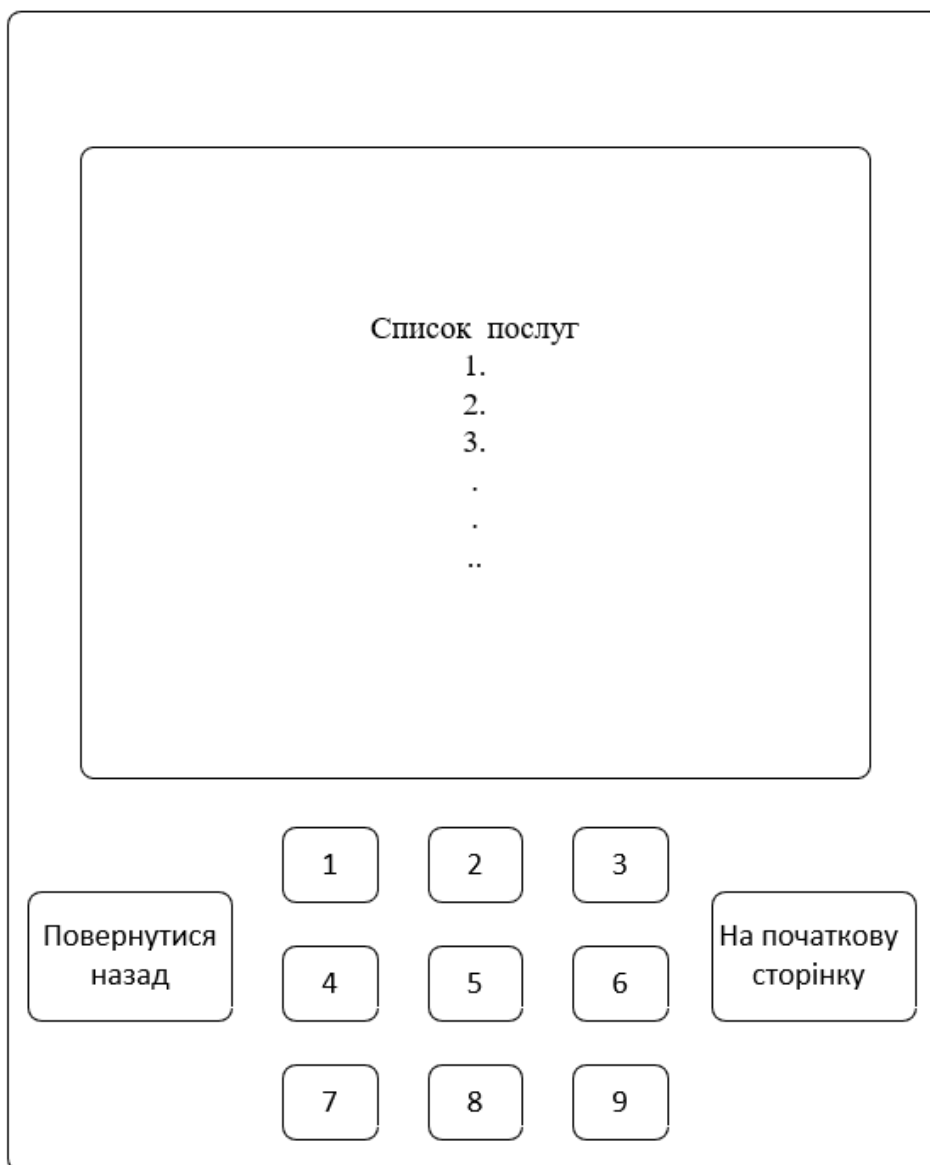 Список послуг
1.
2.
3.
.
.
..
1 2 3
Повернутися
назад
На початкову
сторінку
4 5 6
7 8 9